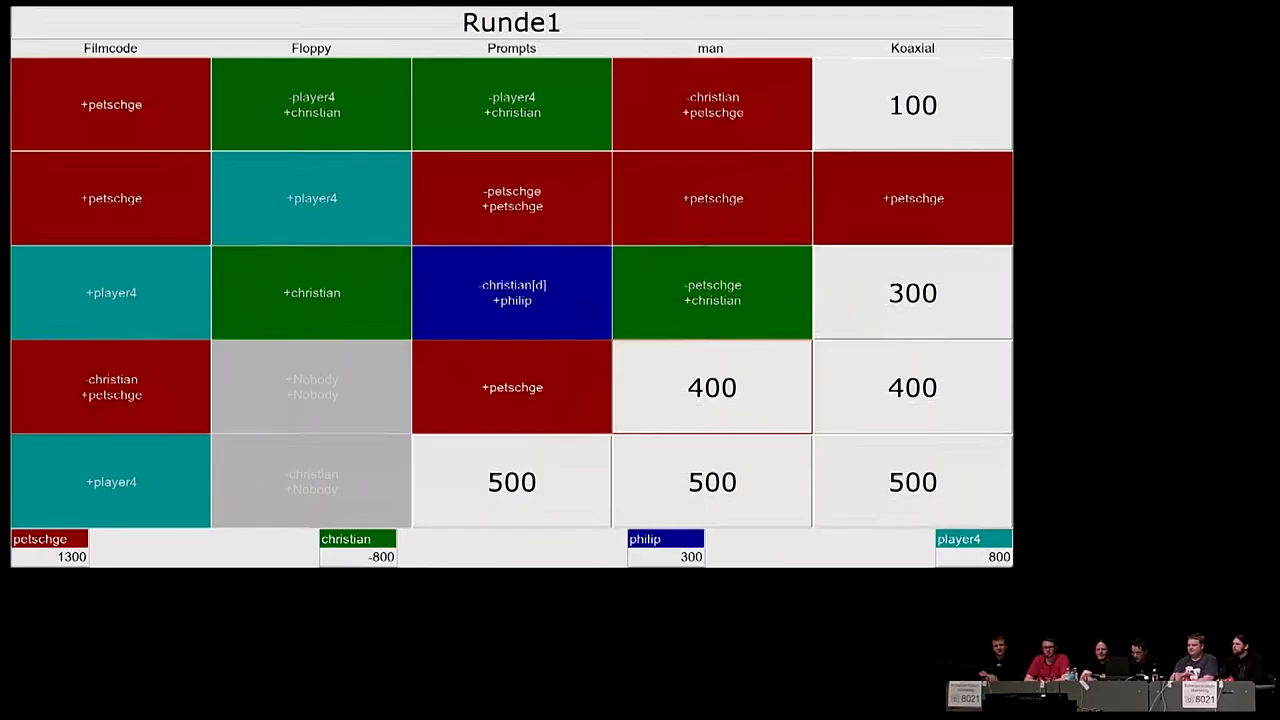 Runde1
Filmcode Floppy Prompts man Koaxial
+petschge
-player4
+christian
-player4
+christian
-christian
+petschge
100
+petschge
+player4
-petschge
+petschge
+petschge
+petschge
+player4
+christian
-christian[d]
+philip
-petschge
+christian
300
-christian
+petschge
+Nobody
+Nobody
+petschge
400
400
+player4
-christian
+Nobody
500
500
500
petschge
1300
christian
-800
philip
300
player4
800
8021
8021